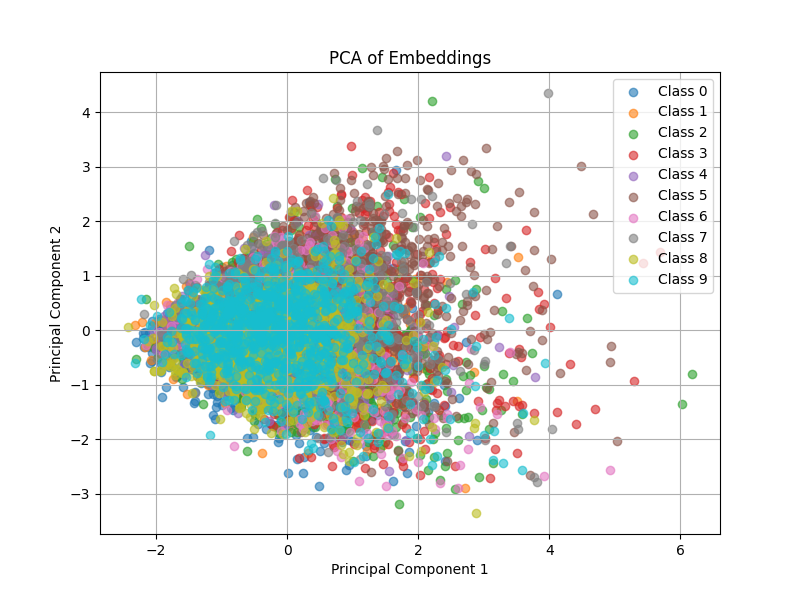 PCA of Embeddings
4
3
2
1
0
−1
−2
−3
Principal Component 2
−2
0
2
4
6
Principal Component 1
Class 0
Class 1
Class 2
Class 3
Class 4
Class 5
Class 6
Class 7
Class 8
Class 9